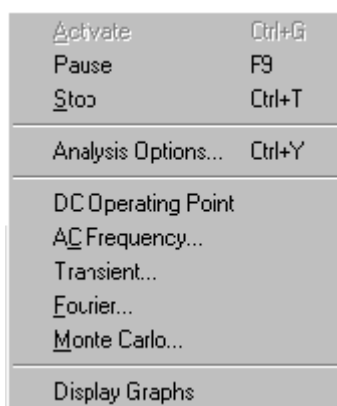 Activate Ctrl+G
Pause F9
Stop Ctrl+T
Analysis Options... Ctrl+Y
DC Operating Point
AC Frequency...
Transient...
Fourier...
Monte Carlo...
Display Graphs